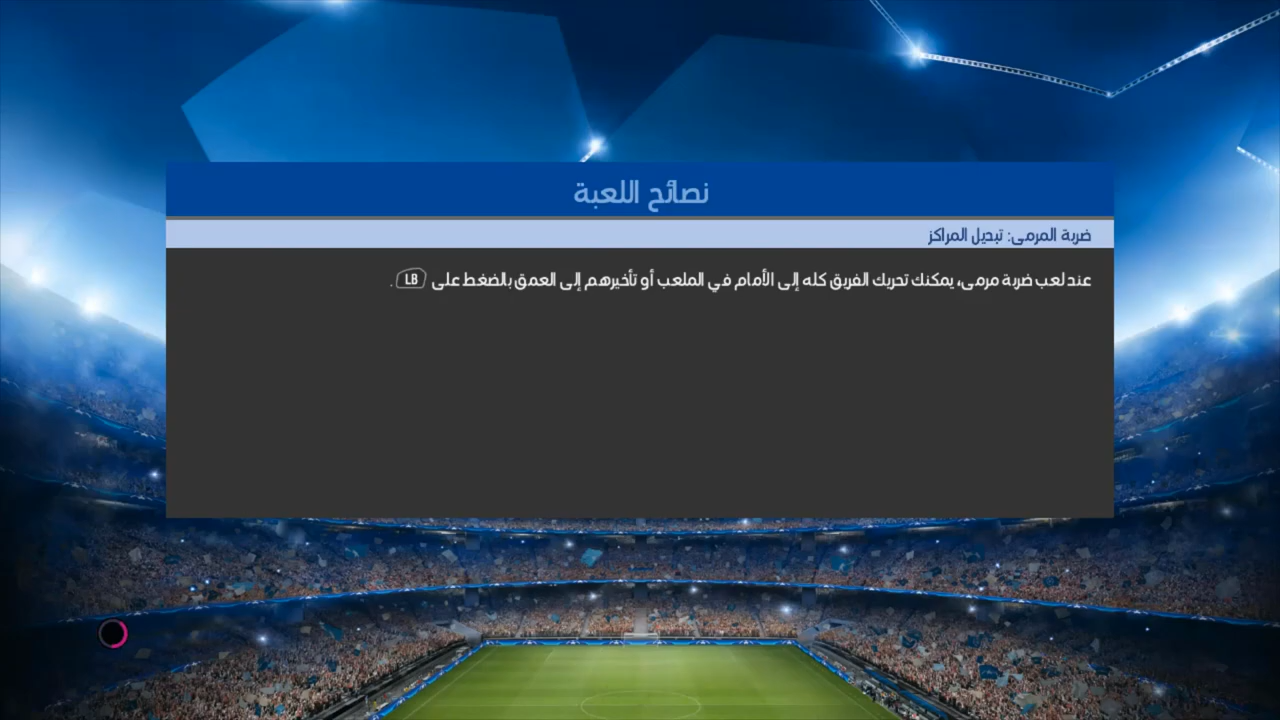 نصائح اللعبة
ضربة المرمى: تبديل المراكز
عند لعب ضربة مرمى، يمكنك تحريك الفريق كله إلى الأمام في الملعب أو تأخيرهم إلى العمق بالضغط على LB .